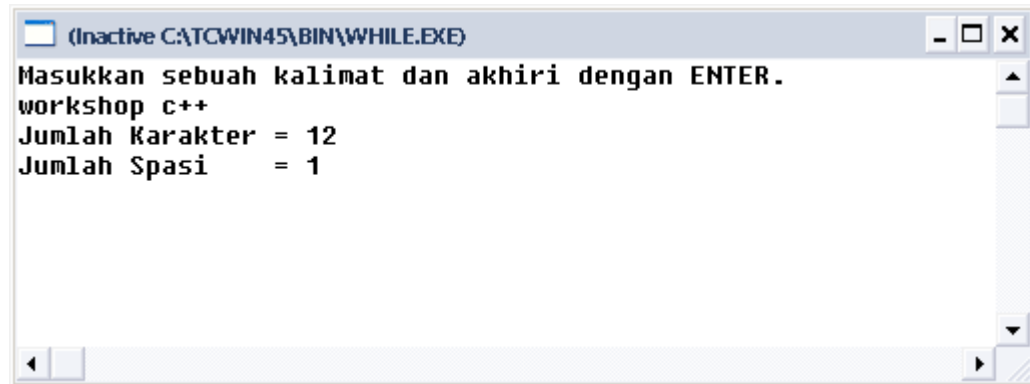 (Inactive C:\TCWIN45\BIN\WHILE.EXE)
Masukkan sebuah kalimat dan akhiri dengan ENTER.
workshop c++
Jumlah Karakter = 12
Jumlah Spasi    = 1